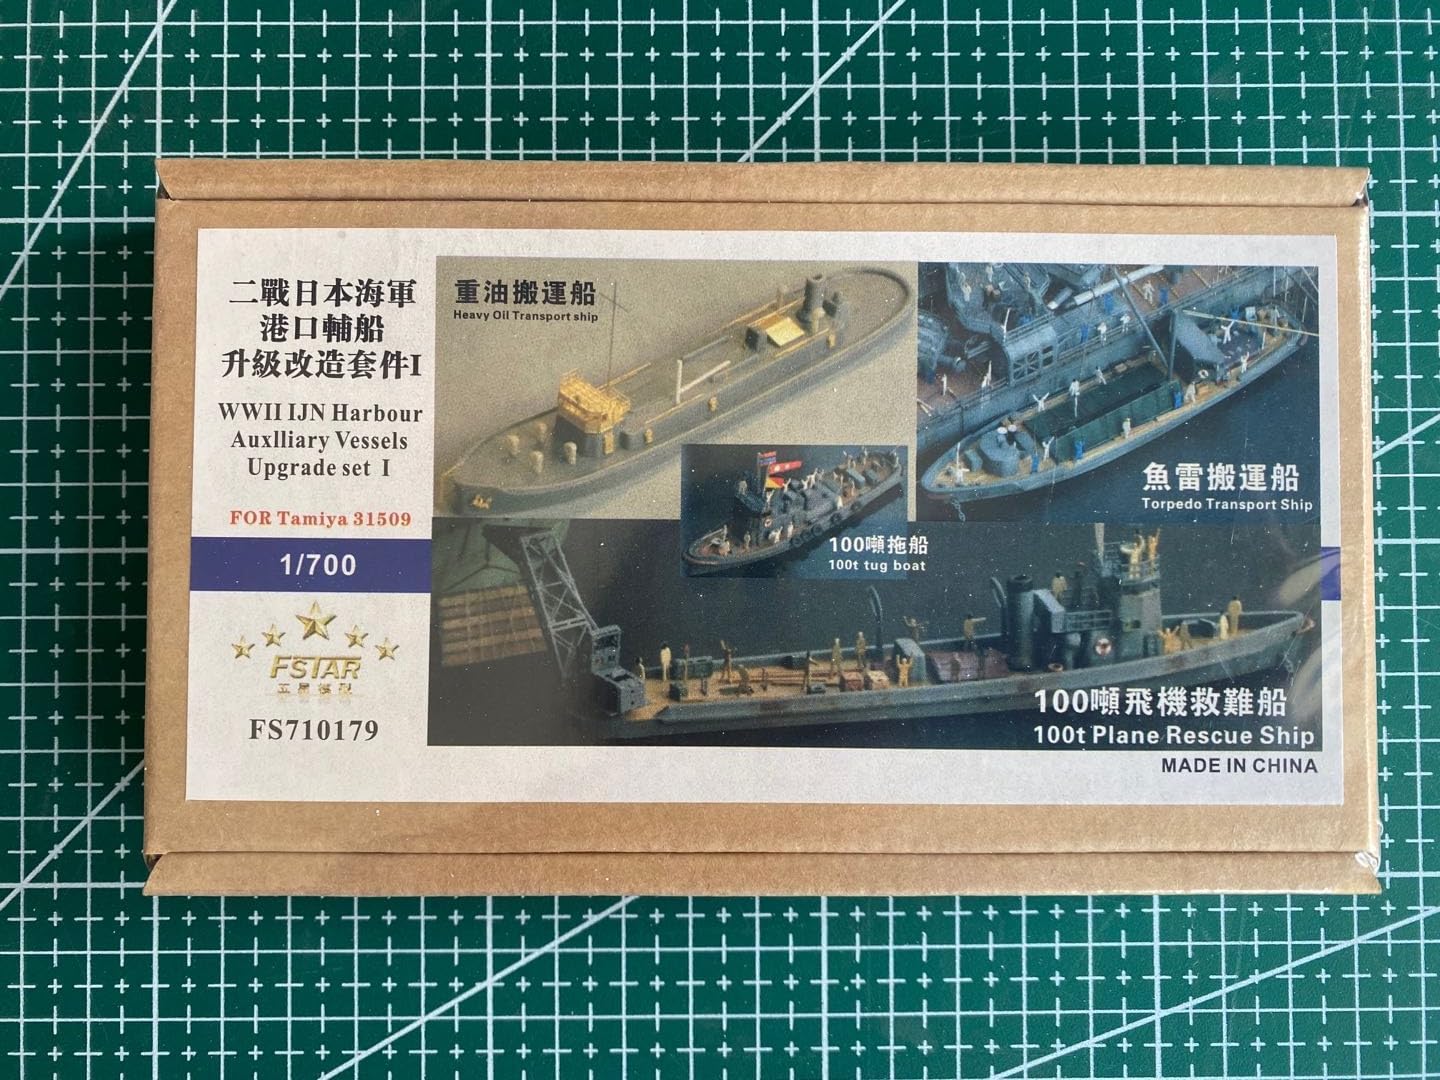 二戰日本海軍
港口輔船
升級改造套件I
WWII IJN Harbour
Auxlliary Vessels
Upgrade set I
FOR Tamiya 31509
1/700
FSTAR
五星模型
FS710179
重油搬運船
Heavy Oil Transport ship
魚雷搬運船
Torpedo Transport Ship
100噸拖船
100t tug boat
100噸飛機救難船
100t Plane Rescue Ship
MADE IN CHINA